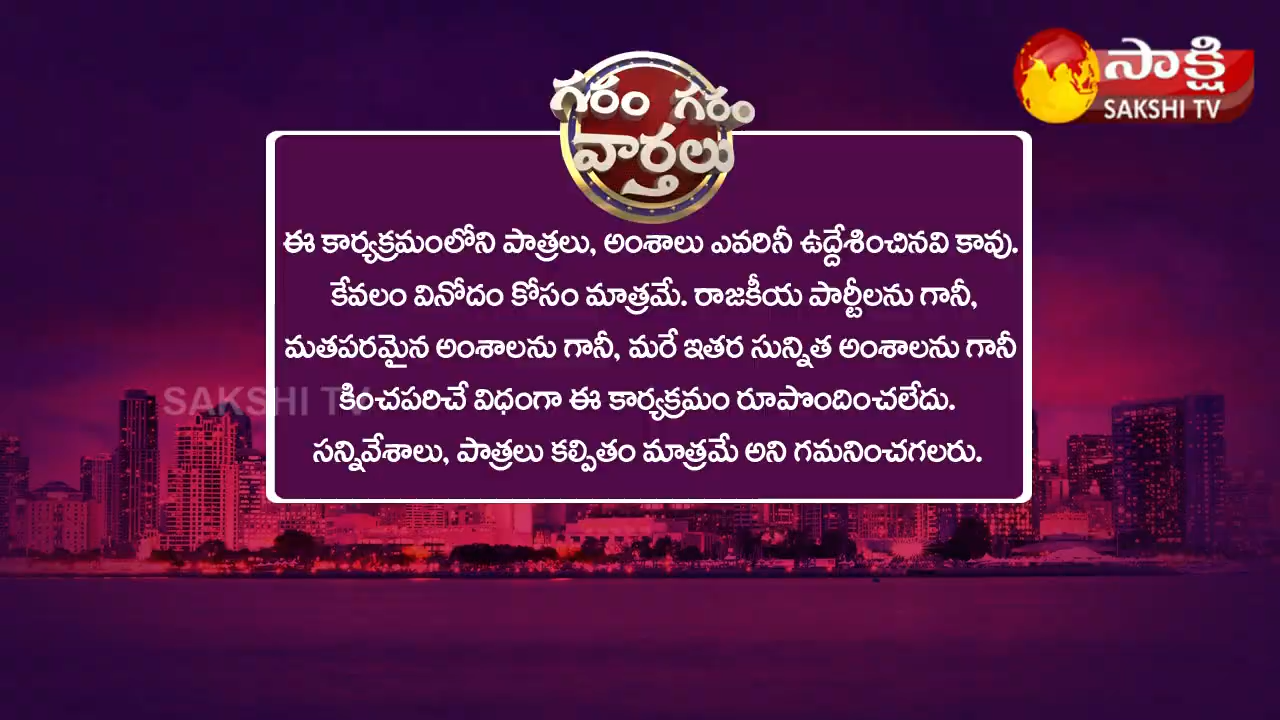 సాక్షి
SAKSHI TV
గరం గరం
వార్తలు
ఈ కార్యక్రమంలోని పాత్రలు, అంశాలు ఎవరినీ ఉద్దేశించినవి కావు.
కేవలం వినోదం కోసం మాత్రమే. రాజకీయ పార్టీలను గానీ,
మతపరమైన అంశాలను గానీ, మరే ఇతర సున్నిత అంశాలను గానీ
కించపరిచే విధంగా ఈ కార్యక్రమం రూపొందించలేదు.
సన్నివేశాలు, పాత్రలు కల్పితం మాత్రమే అని గమనించగలరు.
SAKSHI TV